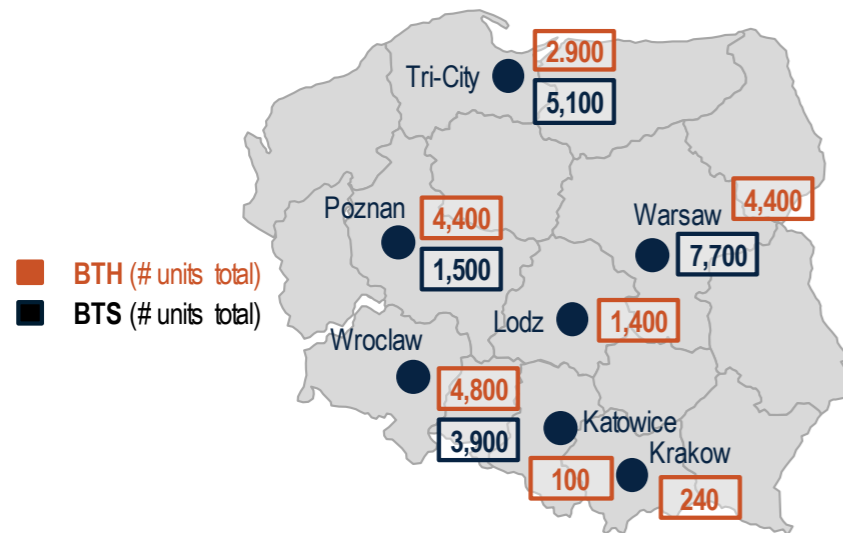 2.900
Tri-City
5,100
Poznan
4,400
1,500
4,400
Warsaw
7,700
BTH (# units total)
BTS (# units total)
Lodz
1,400
Wroclaw
4,800
3,900
Katowice
100
Krakow
240